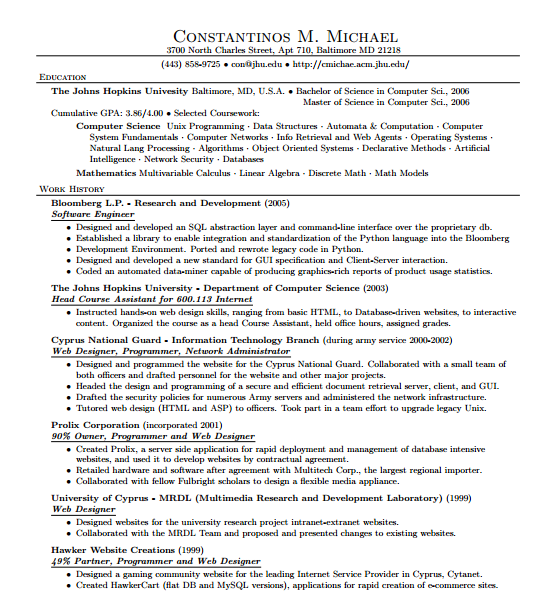 Constantinos M. Michael
3700 North Charles Street, Apt 710, Baltimore MD 21218
(443) 858-9725 • con@jhu.edu • http://cmichae.acm.jhu.edu/
Education
The Johns Hopkins Univesity Baltimore, MD, U.S.A. • Bachelor of Science in Computer Sci., 2006
Master of Science in Computer Sci., 2006
Cumulative GPA: 3.86/4.00 • Selected Coursework:
Computer Science Unix Programming · Data Structures · Automata & Computation · Computer
System Fundamentals · Computer Networks · Info Retrieval and Web Agents · Operating Systems ·
Natural Lang Processing · Algorithms · Object Oriented Systems · Declarative Methods · Artificial
Intelligence · Network Security · Databases
Mathematics Multivariable Calculus · Linear Algebra · Discrete Math · Math Models
Work History
Bloomberg L.P. - Research and Development (2005)
Software Engineer
• Designed and developed an SQL abstraction layer and command-line interface over the proprietary db.
• Established a library to enable integration and standardization of the Python language into the Bloomberg
• Development Environment. Ported and rewrote legacy code in Python.
• Designed and developed a new standard for GUI specification and Client-Server interaction.
• Coded an automated data-miner capable of producing graphics-rich reports of product usage statistics.
The Johns Hopkins University - Department of Computer Science (2003)
Head Course Assistant for 600.113 Internet
• Instructed hands-on web design skills, ranging from basic HTML, to Database-driven websites, to interactive
content. Organized the course as a head Course Assistant, held office hours, assigned grades.
Cyprus National Guard - Information Technology Branch (during army service 2000-2002)
Web Designer, Programmer, Network Administrator
• Designed and programmed the website for the Cyprus National Guard. Collaborated with a small team of
both officers and drafted personnel for the website and other major projects.
• Headed the design and programming of a secure and efficient document retrieval server, client, and GUI.
• Drafted the security policies for numerous Army servers and administered the network infrastructure.
• Tutored web design (HTML and ASP) to officers. Took part in a team effort to upgrade legacy Unix.
Prolix Corporation (incorporated 2001)
90% Owner, Programmer and Web Designer
• Created Prolix, a server side application for rapid deployment and management of database intensive
websites, and used it to develop websites by contractual agreement.
• Retailed hardware and software after agreement with Multitech Corp., the largest regional importer.
• Collaborated with fellow Fulbright scholars to design a flexible media appliance.
University of Cyprus - MRDL (Multimedia Research and Development Laboratory) (1999)
Web Designer
• Designed websites for the university research project intranet-extranet websites.
• Collaborated with the MRDL Team and proposed and presented changes to existing websites.
Hawker Website Creations (1999)
49% Partner, Programmer and Web Designer
• Designed a gaming community website for the leading Internet Service Provider in Cyprus, Cytanet.
• Created HawkerCart (flat DB and MySQL versions), applications for rapid creation of e-commerce sites.